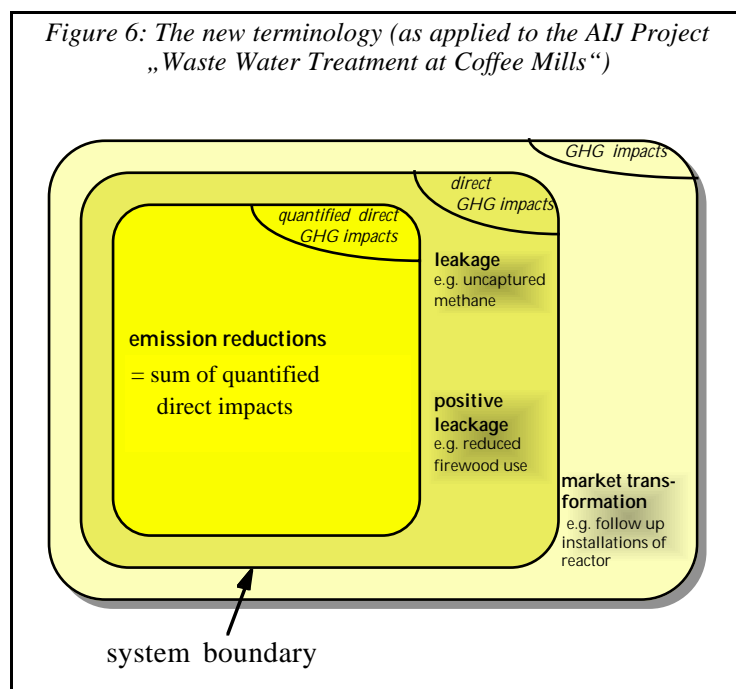 Figure 6: The new terminology (as applied to the AIJ Project
„Waste Water Treatment at Coffee Mills“)
GHG impacts
direct
GHG impacts
quantified direct
GHG impacts
leakage
e.g. uncaptured
methane
emission reductions
= sum of quantified
direct impacts
positive
leackage
e.g. reduced
firewood use
market trans-
formation
e.g. follow up
installations of
reactor
system boundary